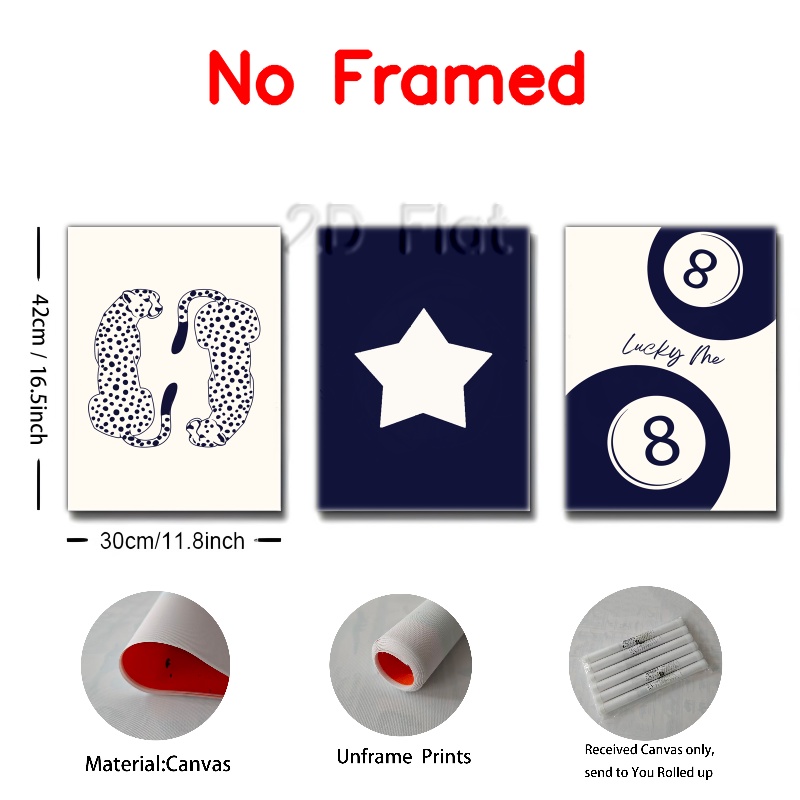 No Framed
2D Flat
42cm / 16.5inch
8
Lucky Me
8
30cm/11.8inch
Material:Canvas
Unframe Prints
Received Canvas only,
send to You Rolled up